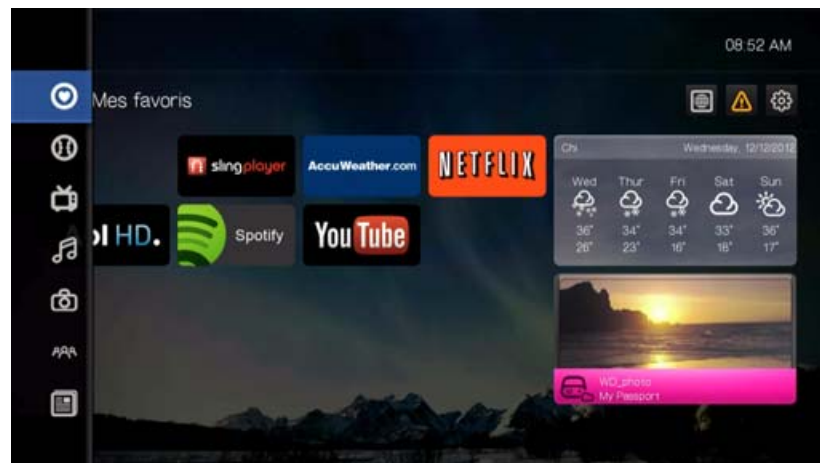 08:52 AM
Mes favoris
slingplayer
AccuWeather.com
NETFLIX
HD.
Spotify
YouTube
Chi Wednesday, 12/12/2012
Wed Thur Fri Sat Sun
36° 34° 34° 33° 36°
26° 23° 16° 18° 17°
WD_photo
My Passport